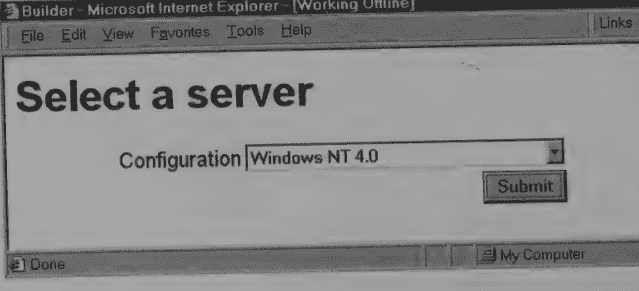 Builder - Microsoft Internet Explorer - [Working Offline]
File Edit View Favorites Tools Help Links
Select a server
Configuration Windows NT 4.0
Submit
Done My Computer